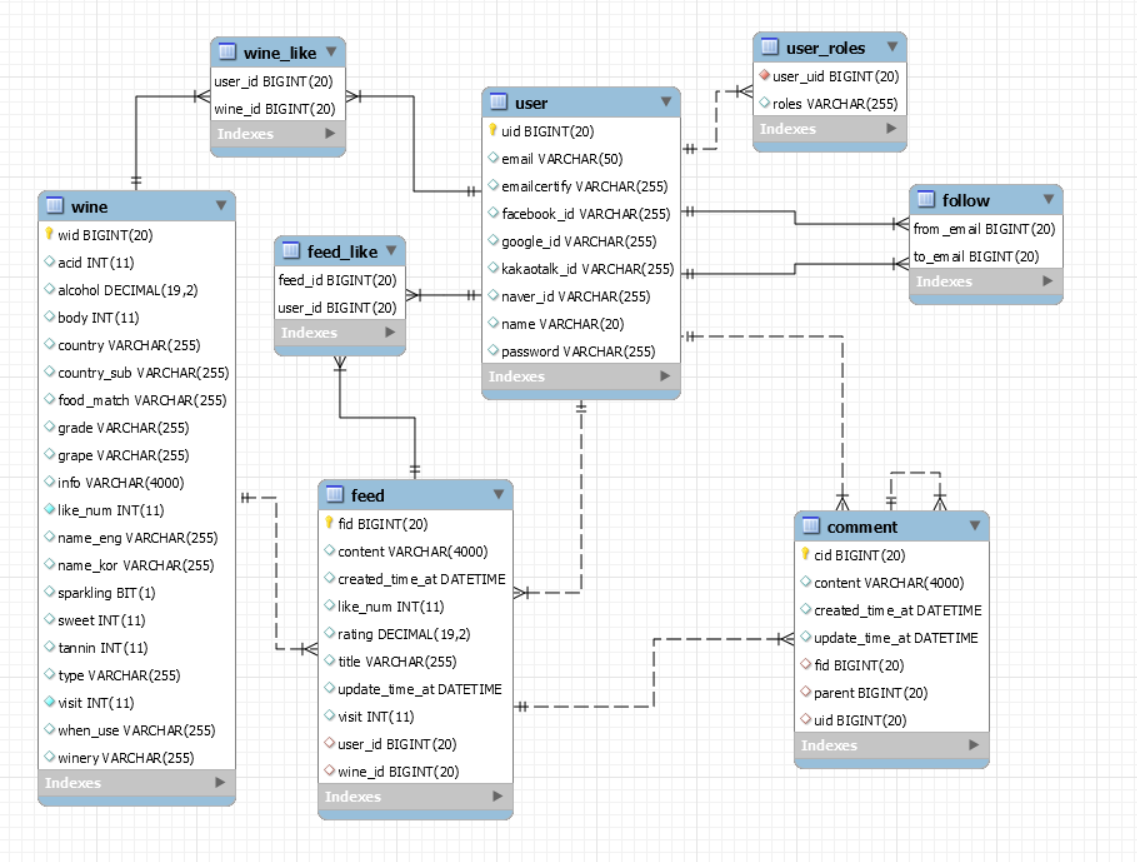 wine_like
user_id BIGINT(20)
wine_id BIGINT(20)
Indexes
user_roles
user_uid BIGINT(20)
roles VARCHAR(255)
Indexes
user
uid BIGINT(20)
email VARCHAR(50)
emailcertify VARCHAR(255)
facebook_id VARCHAR(255)
google_id VARCHAR(255)
kakaotalk_id VARCHAR(255)
naver_id VARCHAR(255)
name VARCHAR(20)
password VARCHAR(255)
Indexes
follow
from_email BIGINT(20)
to_email BIGINT(20)
Indexes
wine
wid BIGINT(20)
acid INT(11)
alcohol DECIMAL(19,2)
body INT(11)
country VARCHAR(255)
country_sub VARCHAR(255)
food_match VARCHAR(255)
grade VARCHAR(255)
grape VARCHAR(255)
info VARCHAR(4000)
like_num INT(11)
name_eng VARCHAR(255)
name_kor VARCHAR(255)
sparkling BIT(1)
sweet INT(11)
tannin INT(11)
type VARCHAR(255)
visit INT(11)
when_use VARCHAR(255)
winery VARCHAR(255)
Indexes
feed_like
feed_id BIGINT(20)
user_id BIGINT(20)
Indexes
feed
fid BIGINT(20)
content VARCHAR(4000)
created_time_at DATETIME
like_num INT(11)
rating DECIMAL(19,2)
title VARCHAR(255)
update_time_at DATETIME
visit INT(11)
user_id BIGINT(20)
wine_id BIGINT(20)
Indexes
comment
cid BIGINT(20)
content VARCHAR(4000)
created_time_at DATETIME
update_time_at DATETIME
fid BIGINT(20)
parent BIGINT(20)
uid BIGINT(20)
Indexes